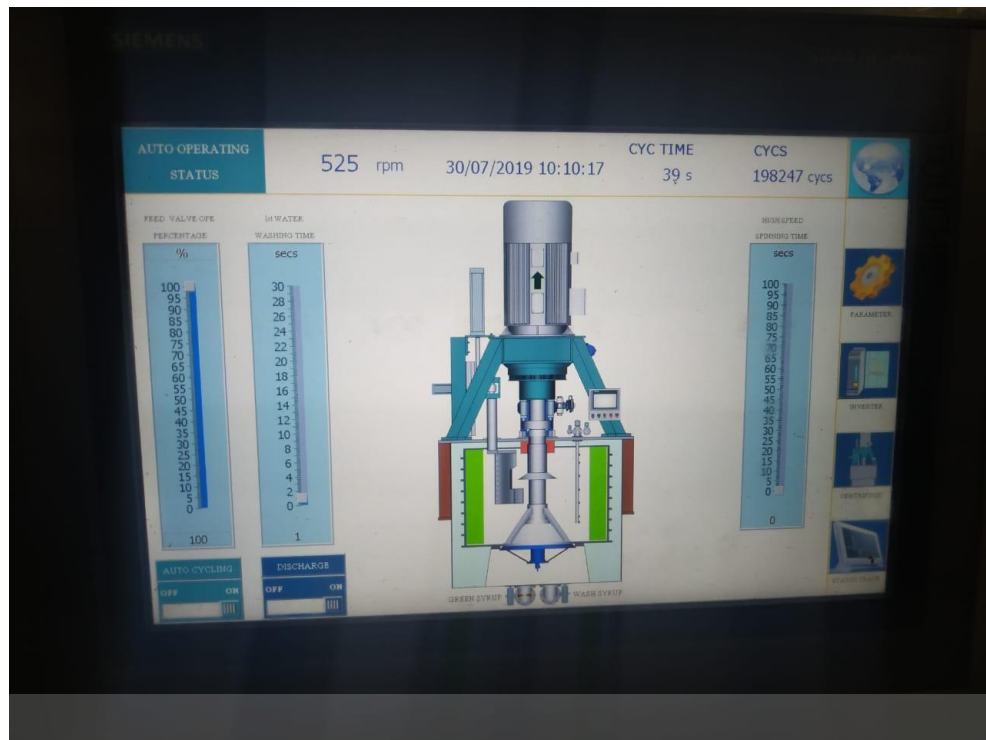 SIEMENS
AUTO OPERATING
STATUS
525 rpm
30/07/2019 10:10:17
CYC TIME
39 s
CYCS
198247 cycs
FEED VALVE OPE
PERCENTAGE
%
100
95
90
85
80
75
70
65
60
55
50
45
40
35
30
25
20
15
10
5
0
100
1st WATER
WASHING TIME
secs
30
28
26
24
22
20
18
16
14
12
10
8
6
4
2
0
1
HIGH SPEED
SPINNING TIME
secs
100
95
90
85
80
75
70
65
60
55
50
45
40
35
30
25
20
15
10
5
0
0
PARAMETER
INVERTER
CENTRIFUGE
AUTO CYCLING
OFF ON
DISCHARGE
OFF ON
GREEN SYRUP
WASH SYRUP